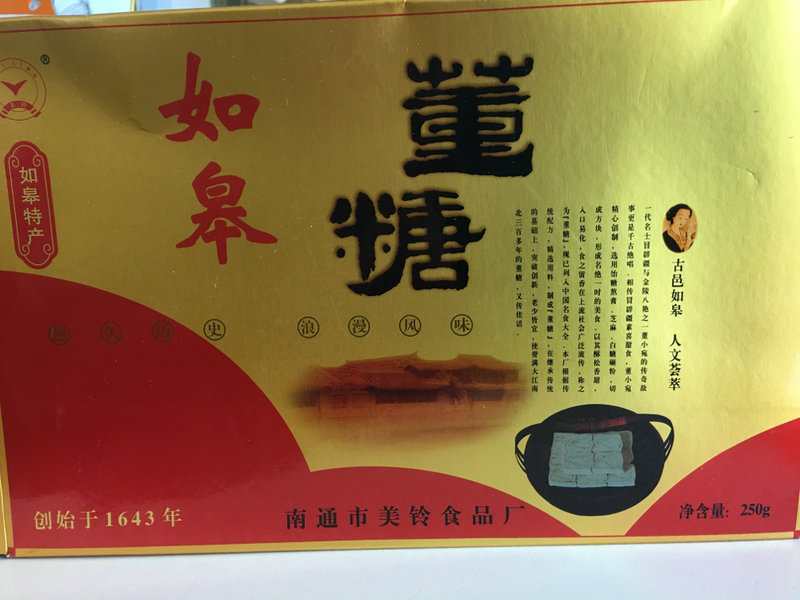 如皋
董糖
如皋特产
®
悠久历史 浪漫风味
古邑如皋 人文荟萃
一代名士冒辟疆与金陵八艳之一董小宛的传奇故
事更是千古绝唱．相传冒辟疆素喜甜食，董小宛
精心创制，选用饴糖熬膏，芝麻，白糖碾粉，切
成方块，形成名绝一时的美食．以其酥松香甜，
入口易化，食之留香在上流社会广泛流传，称之
为『董糖』，现已列入中国名食大全．本厂根据传
统配方，精选用料，制成『董糖』，在继承传统
的基础上，突破创新，老少皆宜，使誉满大江南
北三百多年的董糖，又传佳话．
创始于1643年
南通市美铃食品厂
净含量：250g